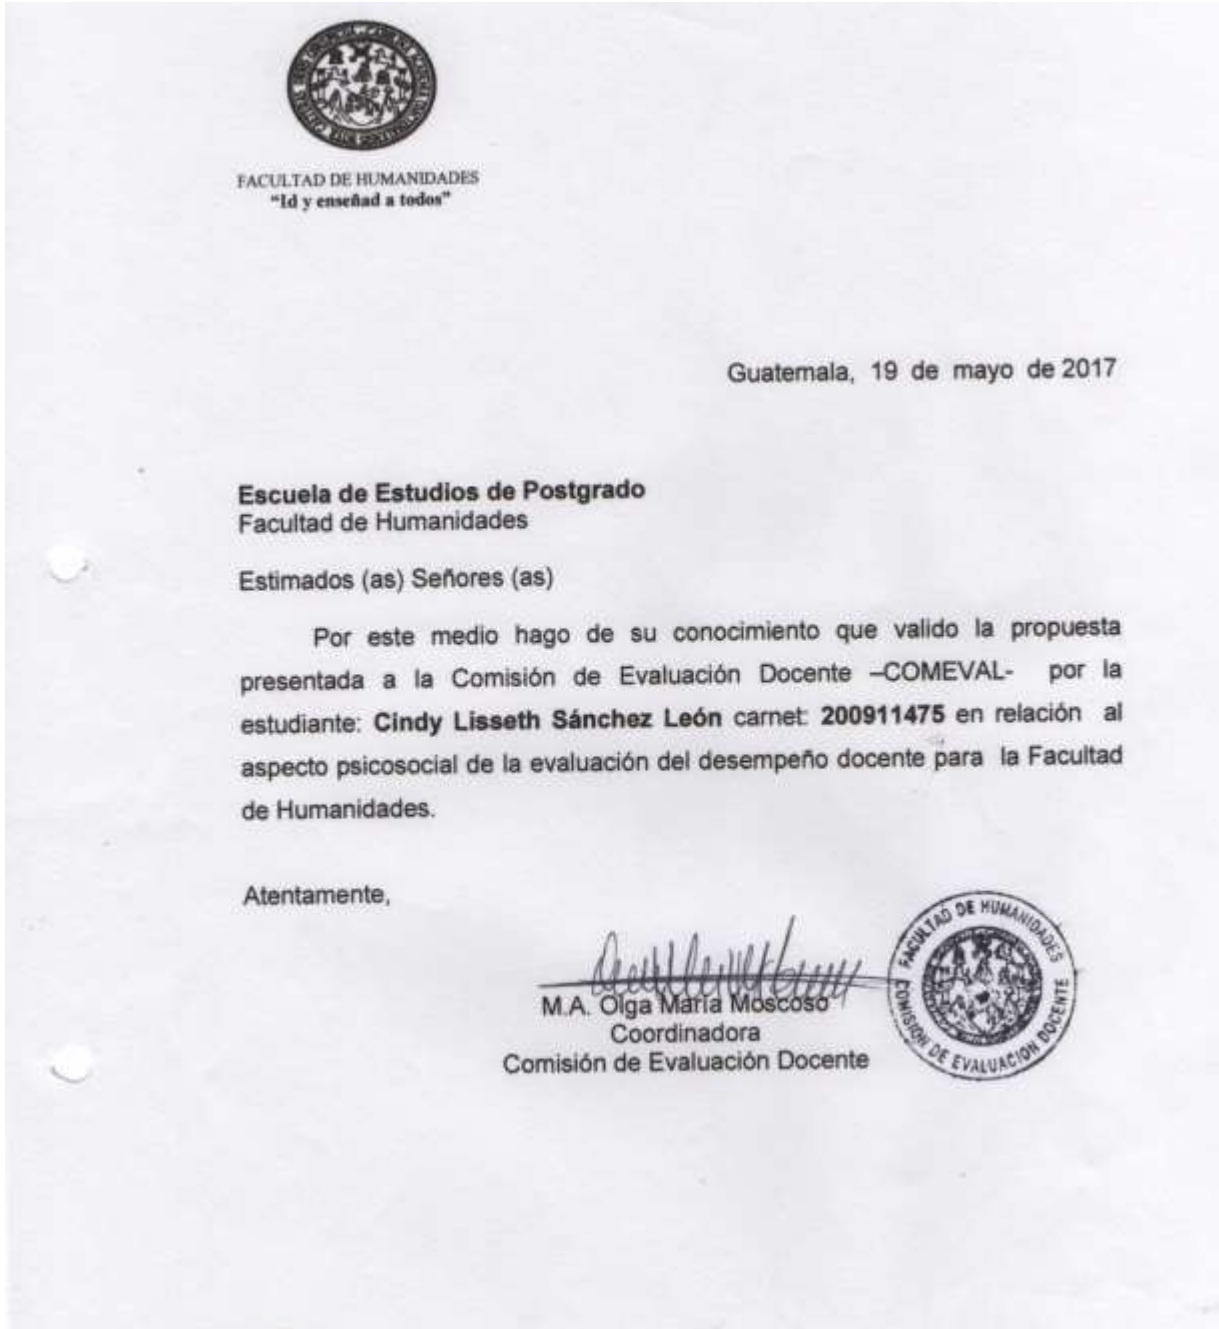 FACULTAD DE HUMANIDADES
“Id y enseñad a todos”
Guatemala, 19 de mayo de 2017
Escuela de Estudios de Postgrado
Facultad de Humanidades
Estimados (as) Señores (as)
Por este medio hago de su conocimiento que valido la propuesta
presentada a la Comisión de Evaluación Docente –COMEVAL- por la
estudiante: Cindy Lisseth Sánchez León carnet: 200911475 en relación al
aspecto psicosocial de la evaluación del desempeño docente para la Facultad
de Humanidades.
Atentamente,
M.A. Olga María Moscoso
Coordinadora
Comisión de Evaluación Docente
FACULTAD DE HUMANIDADES
COMISIÓN DE EVALUACION DOCENTE